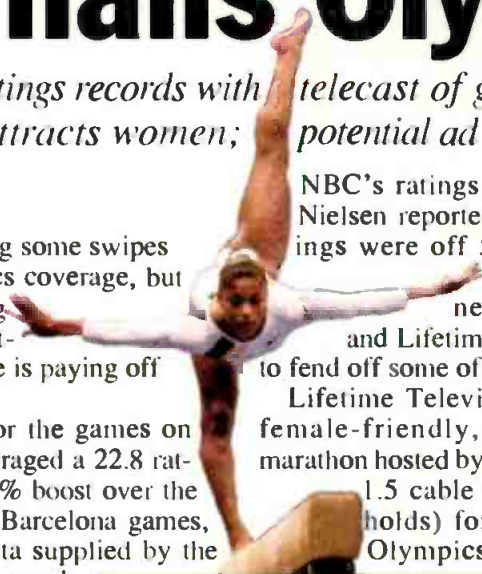 Oly
tings records with telecast of g
ttracts women; potential ad
g some swipes
cs coverage, but
g
t-
e is paying off
or the games on
raged a 22.8 rat-
% boost over the
Barcelona games,
ta supplied by the
NBC's ratings
Nielsen reporte
ings were off
ne
and Lifetim
to fend off some of
Lifetime Televi
female-friendly,
marathon hosted by
1.5 cable
holds) fo
Olympics